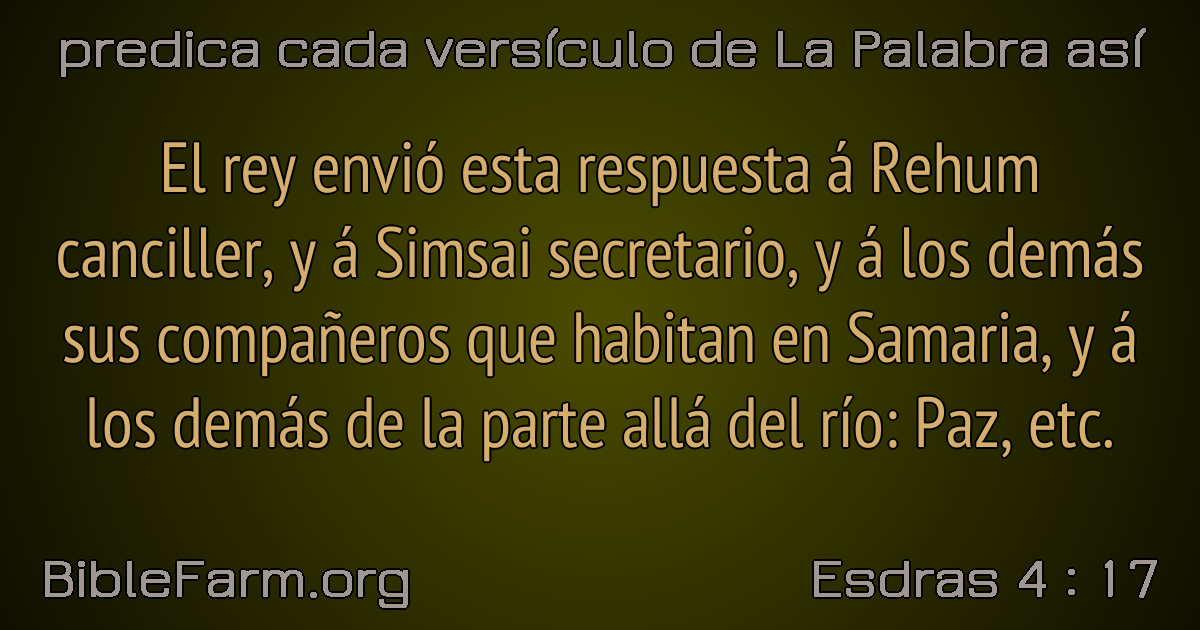 predica cada versículo de La Palabra así
El rey envió esta respuesta á Rehum
canciller, y á Simsai secretario, y á los demás
sus compañeros que habitan en Samaria, y á
los demás de la parte allá del río: Paz, etc.
BibleFarm.org
Esdras 4 : 17